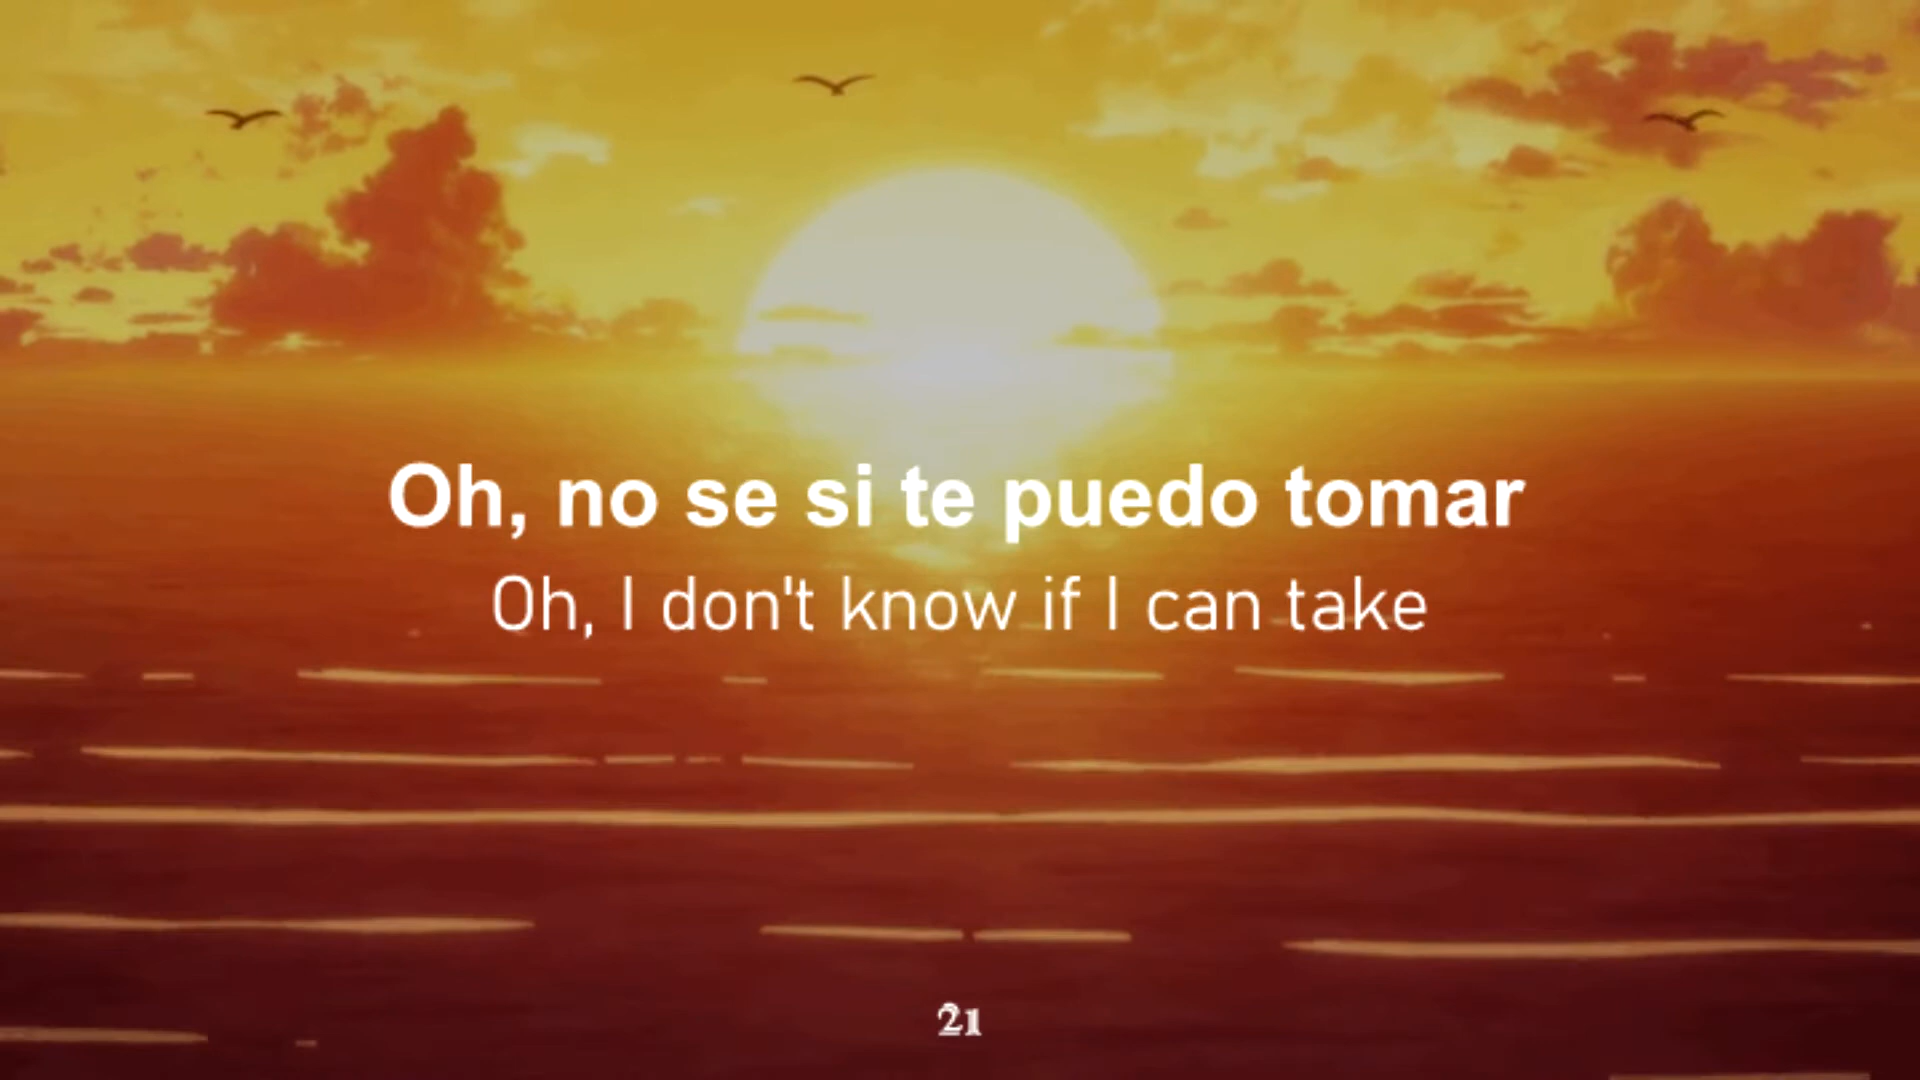 Oh, no se si te puedo tomar
Oh, I don't know if I can take
21